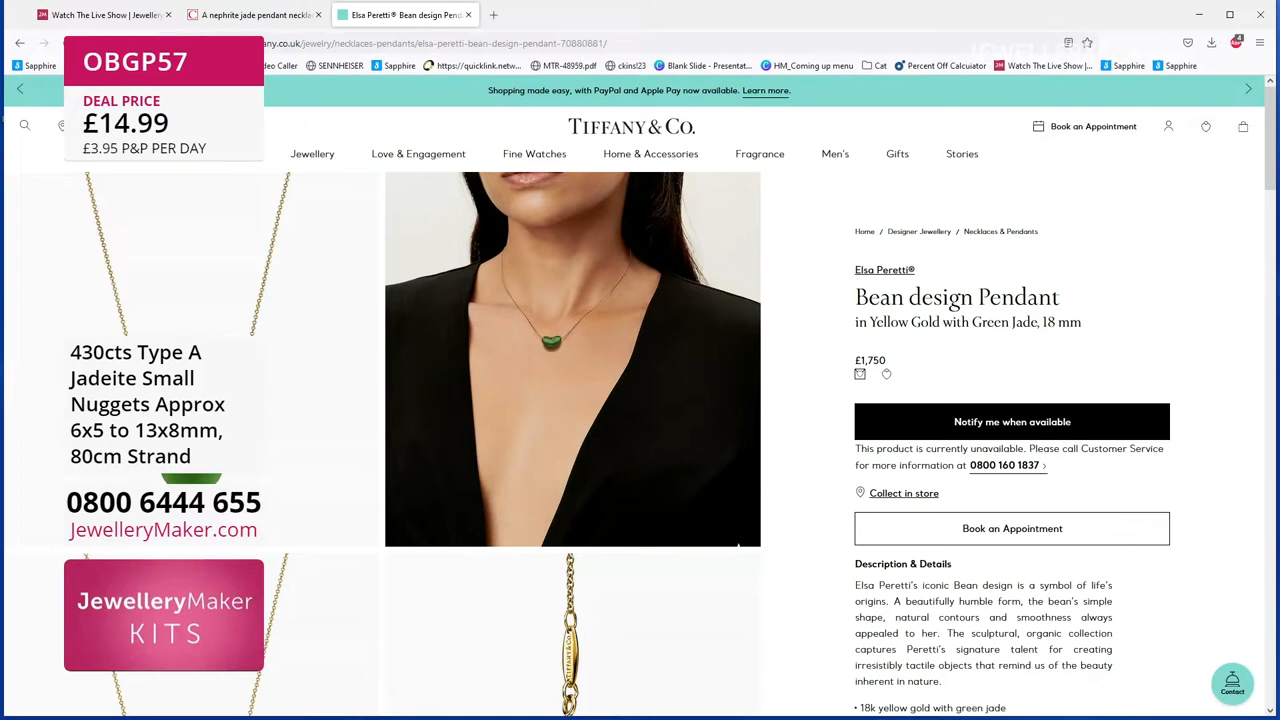 Watch The Live Show | Jewellery
A nephrite jade pendant neckla
Elsa Peretti® Bean design Pend
any.co.uk/jewelry/necklaces-pendants/elsa-peretti-bean-design-pendant-70880881/
Sapphire
Video Caller
SENNHEISER
Sapphire
https://quicklink.netw...
MTR-48959.pdf
ckins!23
Blank Slide - Presentat...
HM_Coming up menu
Cat
Percent Off Calculator
Watch The Live Show |...
Sapphire
Sapphire
OBGP57
DEAL PRICE
£14.99
£3.95 P&P PER DAY
Shopping made easy, with PayPal and Apple Pay now available. Learn more.
TIFFANY & CO.
Book an Appointment
Jewellery
Love & Engagement
Fine Watches
Home & Accessories
Fragrance
Men's
Gifts
Stories
430cts Type A
Jadeite Small
Nuggets Approx
6x5 to 13x8mm,
80cm Strand
0800 6444 655
JewelleryMaker.com
JewelleryMaker
KITS
TIFFANY & CO.
Home / Designer Jewellery / Necklaces & Pendants
Elsa Peretti®
Bean design Pendant
in Yellow Gold with Green Jade, 18 mm
£1,750
Notify me when available
This product is currently unavailable. Please call Customer Service
for more information at 0800 160 1837 >
Collect in store
Book an Appointment
Description & Details
Elsa Peretti's iconic Bean design is a symbol of life's
origins. A beautifully humble form, the bean's simple
shape, natural contours and smoothness always
appealed to her. The sculptural, organic collection
captures Peretti's signature talent for creating
irresistibly tactile objects that remind us of the beauty
inherent in nature.
• 18k yellow gold with green jade
Contact